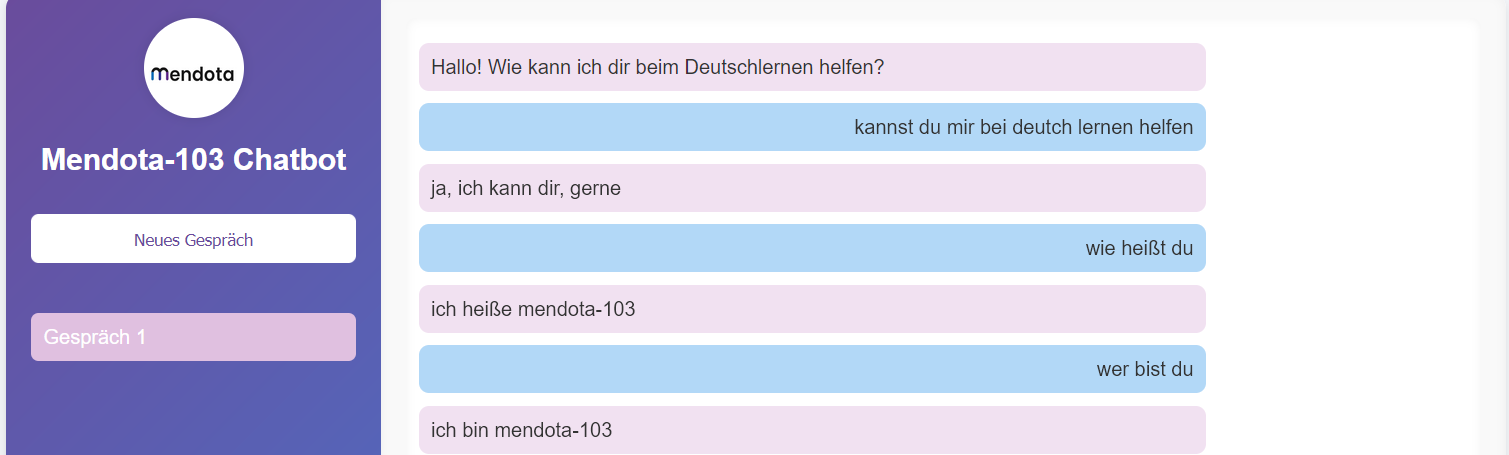 mendota
Mendota-103 Chatbot
Neues Gespräch
Gespräch 1
Hallo! Wie kann ich dir beim Deutschlernen helfen?
kannst du mir bei deutch lernen helfen
ja, ich kann dir, gerne
wie heißt du
ich heiße mendota-103
wer bist du
ich bin mendota-103